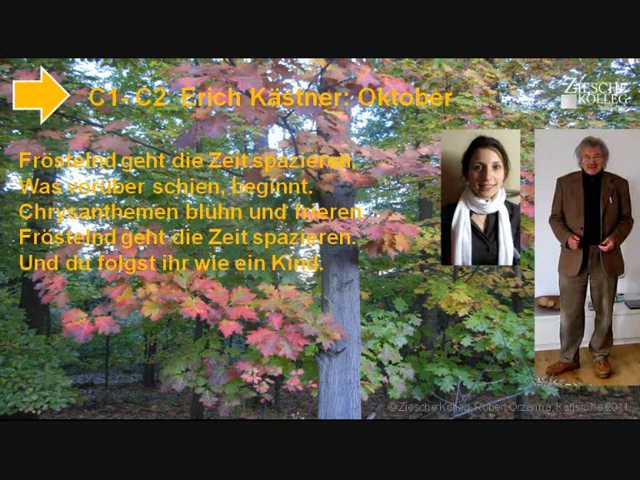 C1- C2 Erich Kästner: Oktober
ZIESCHE
KOLLEG
Fröstelnd geht die Zeit spazieren.
Was vorüber schien, beginnt.
Chrysanthemen blühn und frieren.
Fröstelnd geht die Zeit spazieren.
Und du folgst ihr wie ein Kind.
©Ziesche Kolleg, Robert Orzanna, Karlsruhe 2011